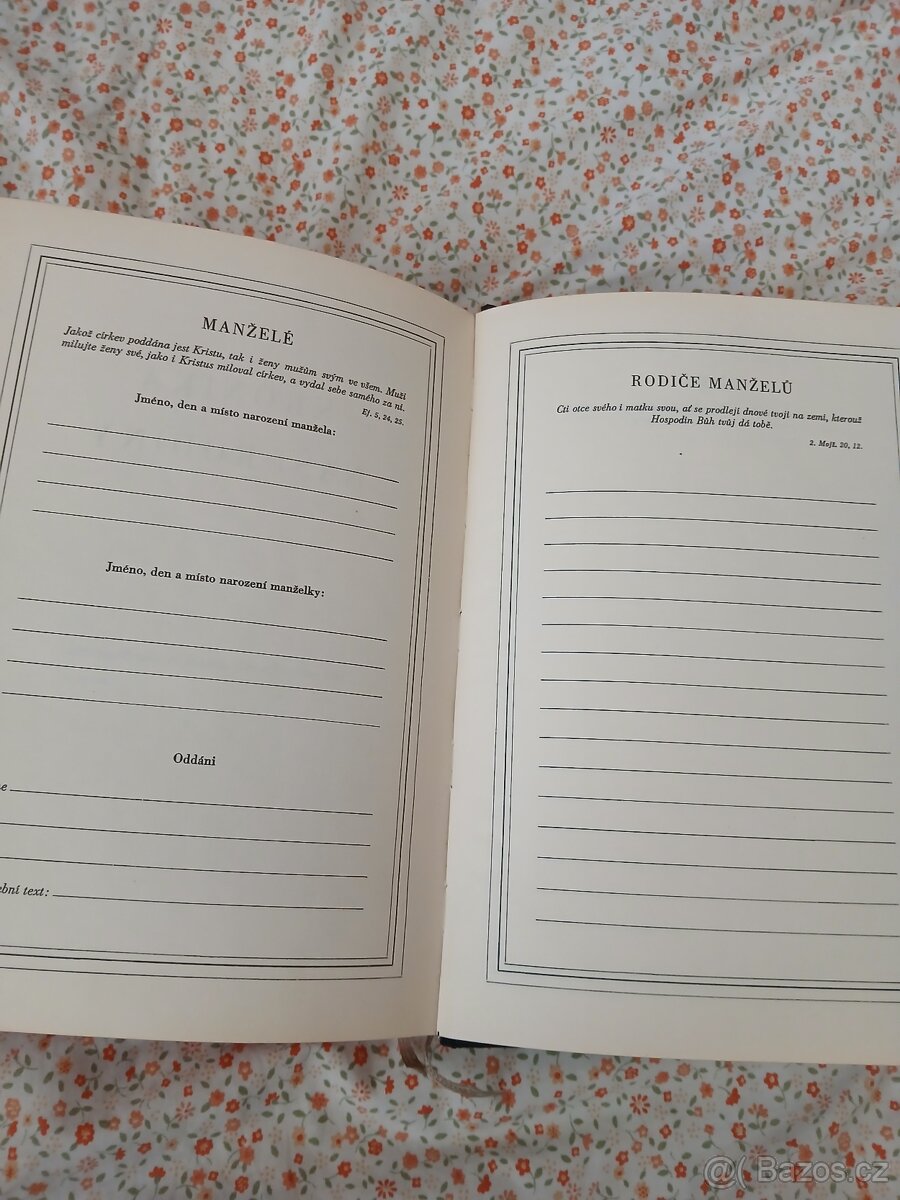 MANŽELÉ
Jakož církev poddána jest Kristu, tak i ženy mužům svým ve všem. Muži
milujte ženy své, jako i Kristus miloval církev, a vydal sebe samého za ni.
Ef. 5, 24, 25.
Jméno, den a místo narození manžela:
Jméno, den a místo narození manželky:
Oddáni
e
ební text:
RODIČE MANŽELŮ
Cti otce svého i matku svou, ať se prodlejí dnové tvoji na zemi, kterouž
Hospodin Bůh tvůj dá tobě.
2. Mojž. 20, 12.
@( Bazos.cz